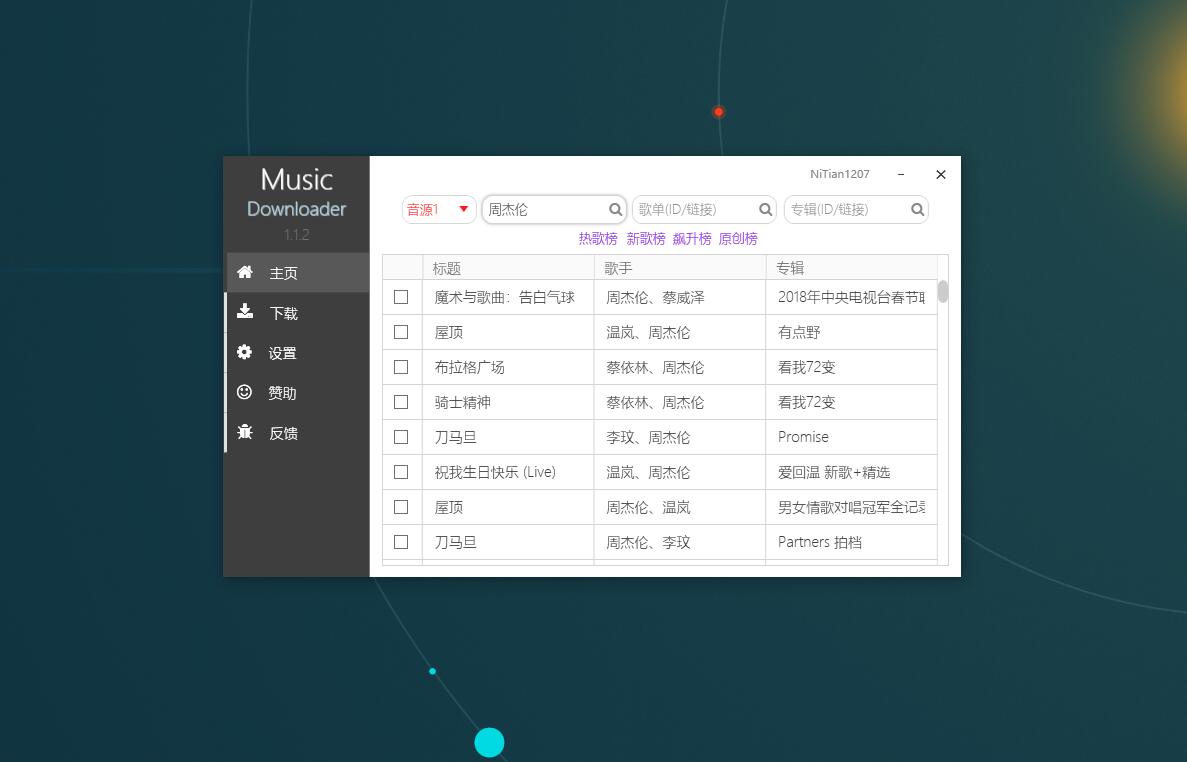 Music
Downloader
1.1.2
主页
下载
设置
赞助
反馈
NiTian1207
音源1 周杰伦 歌单(ID/链接) 专辑(ID/链接)
热歌榜 新歌榜 飙升榜 原创榜
标题 歌手 专辑
魔术与歌曲：告白气球 周杰伦、蔡威泽 2018年中央电视台春节
屋顶 温岚、周杰伦 有点野
布拉格广场 蔡依林、周杰伦 看我72变
骑士精神 蔡依林、周杰伦 看我72变
刀马旦 李玟、周杰伦 Promise
祝我生日快乐 (Live) 温岚、周杰伦 爱回温 新歌+精选
屋顶 周杰伦、温岚 男女情歌对唱冠军全记
刀马旦 周杰伦、李玟 Partners 拍档